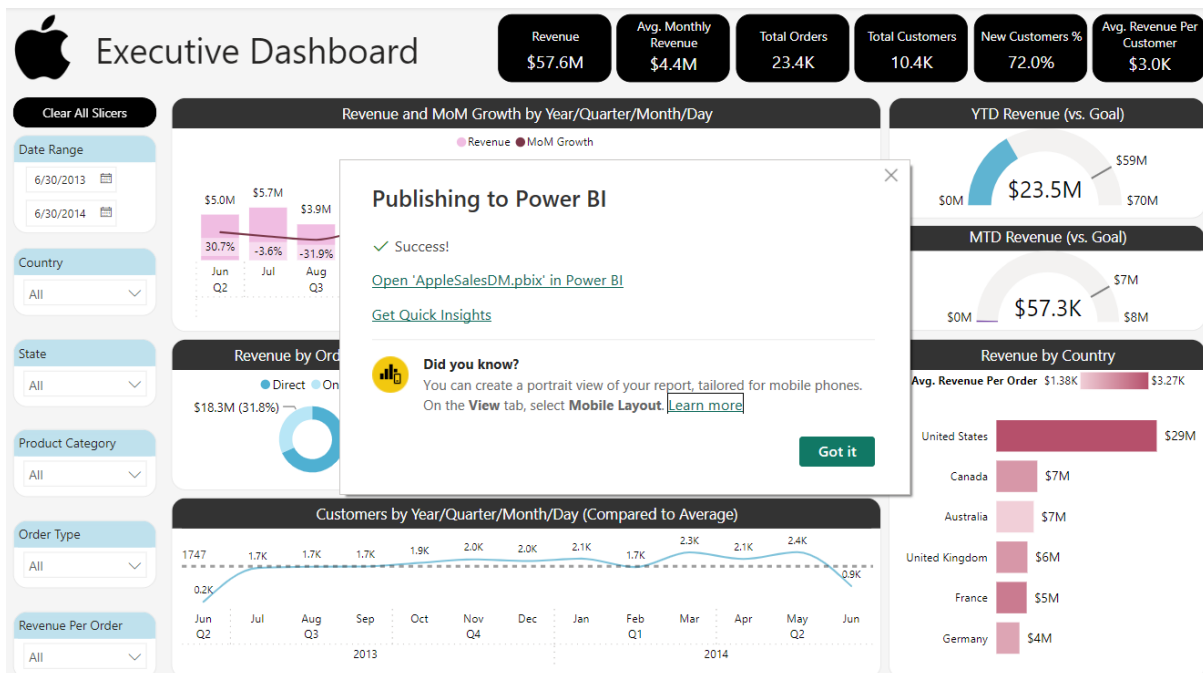 Executive Dashboard
Revenue
$57.6M
Avg. Monthly
Revenue
$4.4M
Total Orders
23.4K
Total Customers
10.4K
New Customers %
72.0%
Avg. Revenue Per
Customer
$3.0K
Clear All Slicers
Date Range
6/30/2013
6/30/2014
Country
All
State
All
Product Category
All
Order Type
All
Revenue Per Order
All
Revenue and MoM Growth by Year/Quarter/Month/Day
Revenue MoM Growth
$5.0M $5.7M $3.9M
30.7% -3.6% -31.9%
Jun Jul Aug
Q2 Q3
Publishing to Power BI
Success!
Open 'AppleSalesDM.pbix' in Power BI
Get Quick Insights
Did you know?
You can create a portrait view of your report, tailored for mobile phones.
On the View tab, select Mobile Layout. Learn more
Got it
Revenue by Ord
Direct On
$18.3M (31.8%)
Customers by Year/Quarter/Month/Day (Compared to Average)
1747 1.7K 1.7K 1.7K 1.9K 2.0K 2.0K 2.1K 1.7K 2.3K 2.1K 2.4K
0.2K 0.9K
Jun Jul Aug Sep Oct Nov Dec Jan Feb Mar Apr May Jun
Q2 Q3 Q4 Q1 Q2
2013 2014
YTD Revenue (vs. Goal)
$59M
$23.5M
$0M $70M
MTD Revenue (vs. Goal)
$7M
$57.3K
$0M $8M
Revenue by Country
Avg. Revenue Per Order $1.38K $3.27K
United States $29M
Canada $7M
Australia $7M
United Kingdom $6M
France $5M
Germany $4M